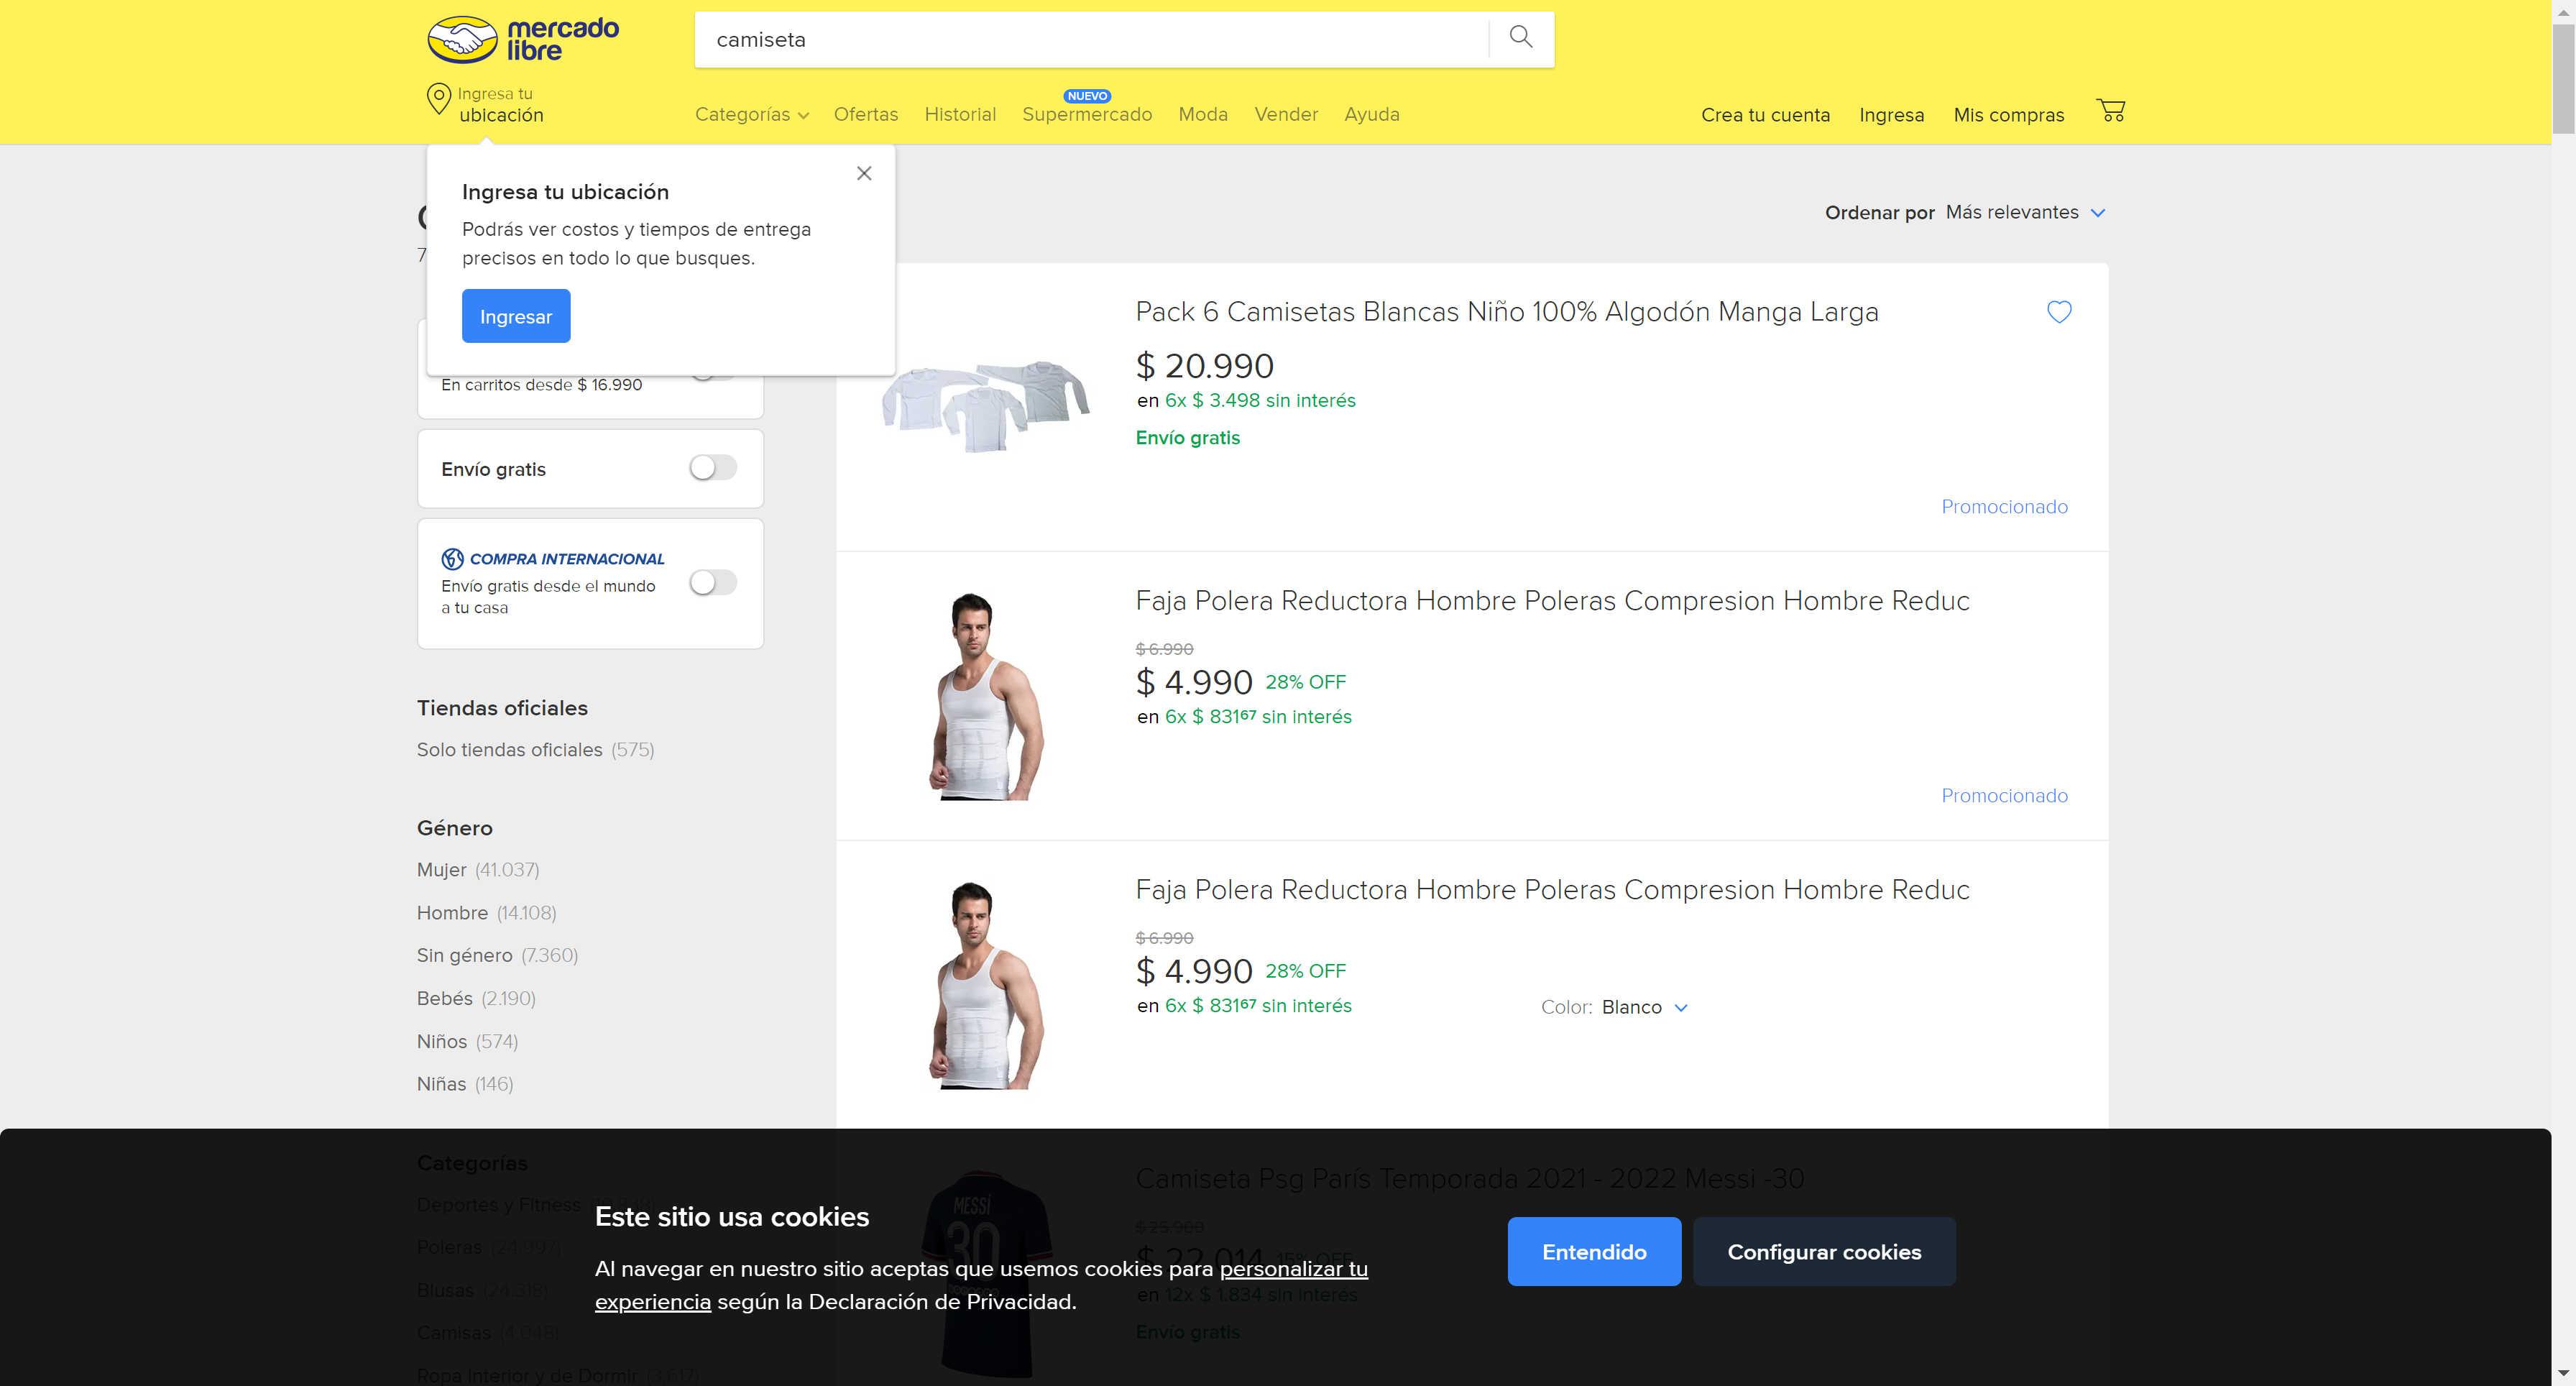 mercado
libre
camiseta
Ingresa tu
ubicación
Categorías
Ofertas
Historial
NUEVO
Supermercado
Moda
Vender
Ayuda
Crea tu cuenta
Ingresa
Mis compras
Ingresa tu ubicación
Podrás ver costos y tiempos de entrega
precisos en todo lo que busques.
Ingresar
Ordenar por Más relevantes
En carritos desde $ 16.990
Envío gratis
COMPRA INTERNACIONAL
Envío gratis desde el mundo
a tu casa
Tiendas oficiales
Solo tiendas oficiales (575)
Género
Mujer (41.037)
Hombre (14.108)
Sin género (7.360)
Bebés (2.190)
Niños (574)
Niñas (146)
Categorías
Deportes y Fitness
Poleras (24.997)
Blusas (24.318)
Camisas (4.048)
Ropa Interior y de Dormir (3.617)
Pack 6 Camisetas Blancas Niño 100% Algodón Manga Larga
$ 20.990
en 6x $ 3.498 sin interés
Envío gratis
Promocionado
Faja Polera Reductora Hombre Poleras Compresion Hombre Reduc
$ 6.990
$ 4.990 28% OFF
en 6x $ 831⁶⁷ sin interés
Promocionado
Faja Polera Reductora Hombre Poleras Compresion Hombre Reduc
$ 6.990
$ 4.990 28% OFF
en 6x $ 831⁶⁷ sin interés
Color: Blanco
MESSI
30
Camiseta Psg París Temporada 2021 - 2022 Messi -30
$ 25.900
$ 22.014 15% OFF
en 12x $ 1.834 sin interés
Envío gratis
Este sitio usa cookies
Al navegar en nuestro sitio aceptas que usemos cookies para personalizar tu
experiencia según la Declaración de Privacidad.
Entendido
Configurar cookies